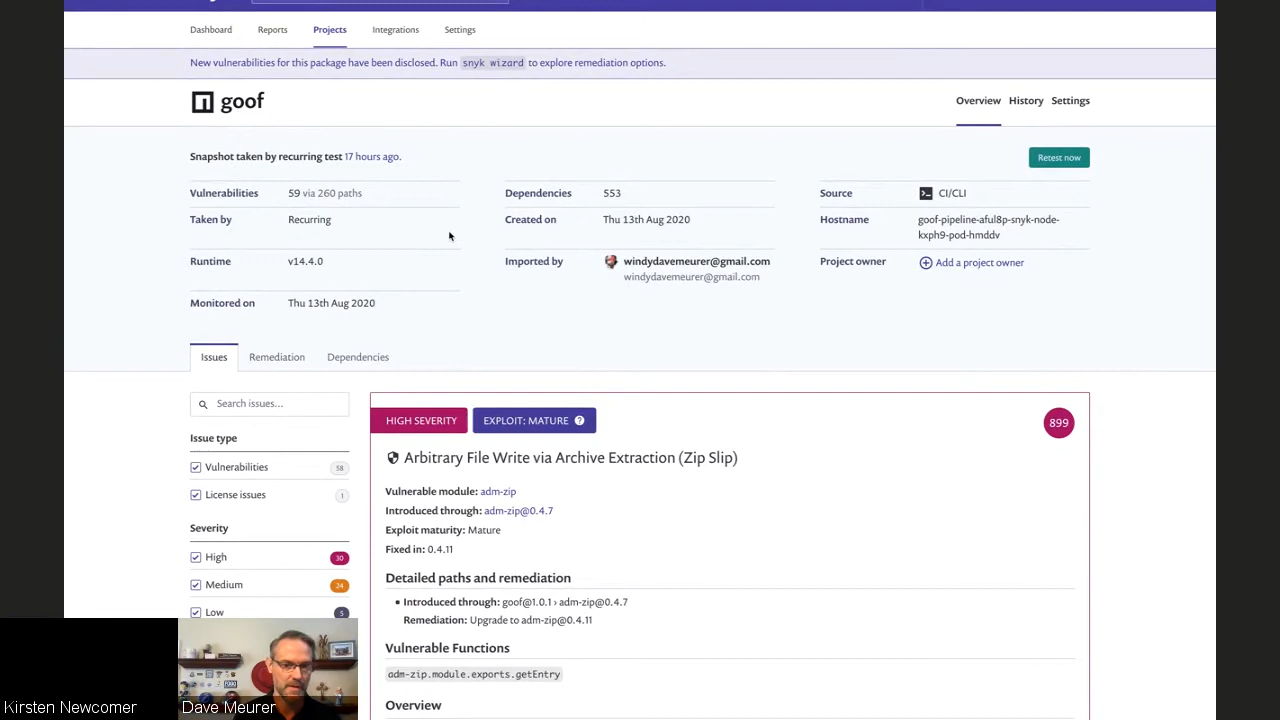 Dashboard
Reports
Projects
Integrations
Settings
New vulnerabilities for this package have been disclosed. Run snyk wizard to explore remediation options.
goof
Overview
History
Settings
Snapshot taken by recurring test 17 hours ago.
Retest now
Vulnerabilities 59 via 260 paths
Dependencies 553
Source CI/CLI
Taken by Recurring
Created on Thu 13th Aug 2020
Hostname goof-pipeline-aful8p-snyk-node-
kxph9-pod-hmddv
Runtime v14.4.0
Imported by windydavemeurer@gmail.com
windydavemeurer@gmail.com
Project owner Add a project owner
Monitored on Thu 13th Aug 2020
Issues
Remediation
Dependencies
Search issues...
Issue type
Vulnerabilities 58
License issues 1
Severity
High 30
Medium 24
Low 5
HIGH SEVERITY
EXPLOIT: MATURE ?
899
Arbitrary File Write via Archive Extraction (Zip Slip)
Vulnerable module: adm-zip
Introduced through: adm-zip@0.4.7
Exploit maturity: Mature
Fixed in: 0.4.11
Detailed paths and remediation
• Introduced through: goof@1.0.1 › adm-zip@0.4.7
Remediation: Upgrade to adm-zip@0.4.11
Vulnerable Functions
adm-zip.module.exports.getEntry
Overview
Kirsten Newcomer
Dave Meurer